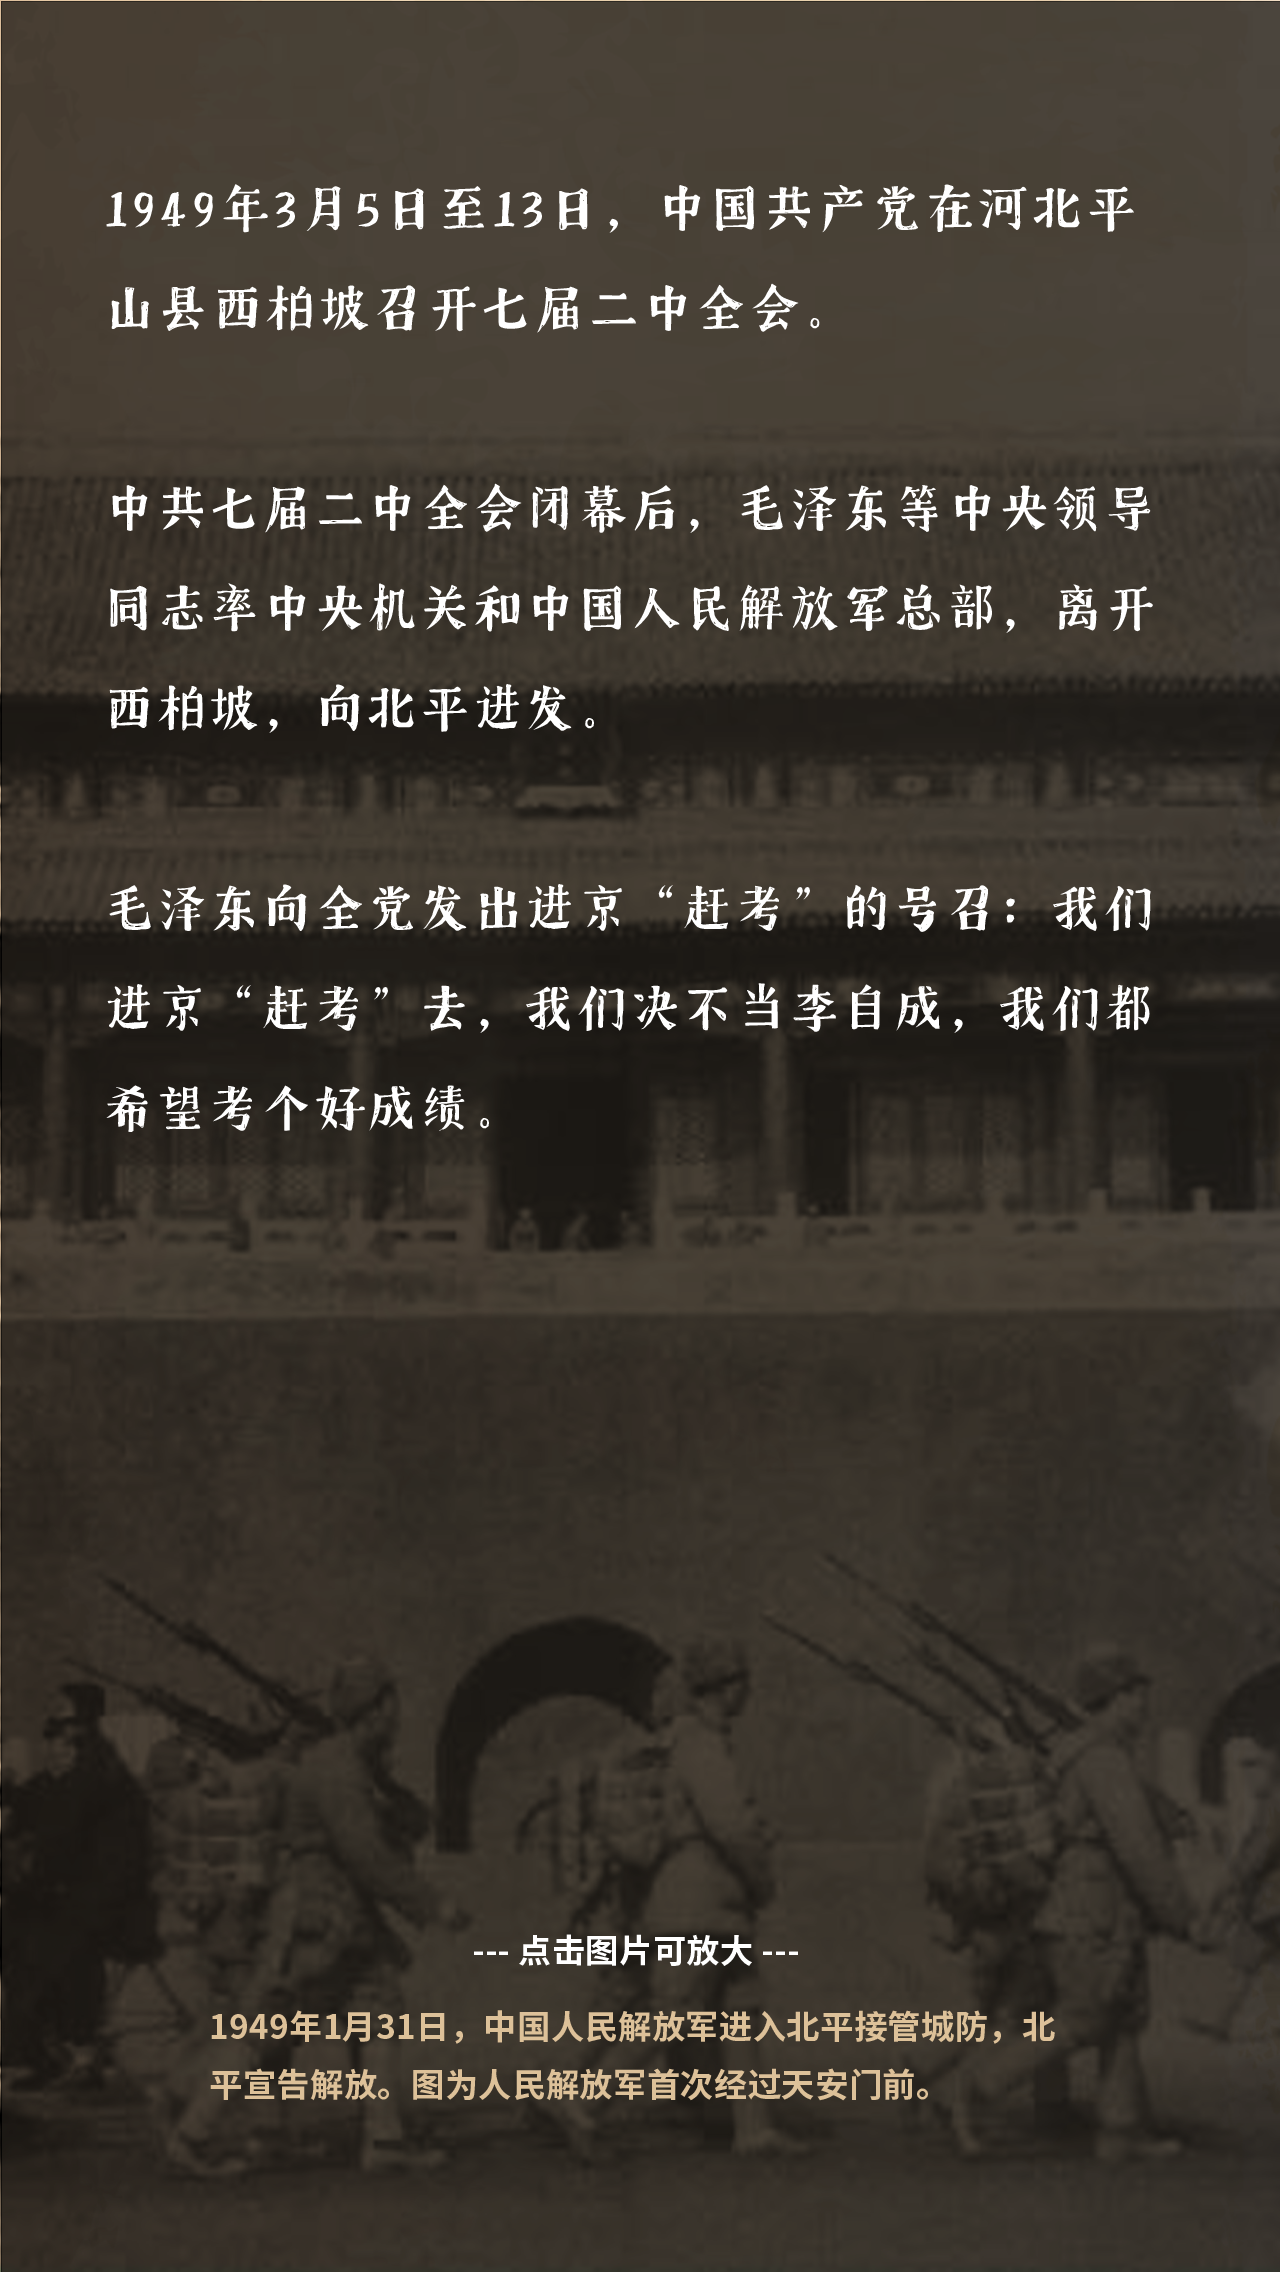 1949年3月5日至13日，中国共产党在河北平
山县西柏坡召开七届二中全会。
中共七届二中全会闭幕后，毛泽东等中央领导
同志率中央机关和中国人民解放军总部，离开
西柏坡，向北平进发。
毛泽东向全党发出进京“赶考”的号召：我们
进京“赶考”去，我们决不当李自成，我们都
希望考个好成绩。
--- 点击图片可放大 ---
1949年1月31日，中国人民解放军进入北平接管城防，北
平宣告解放。图为人民解放军首次经过天安门前。